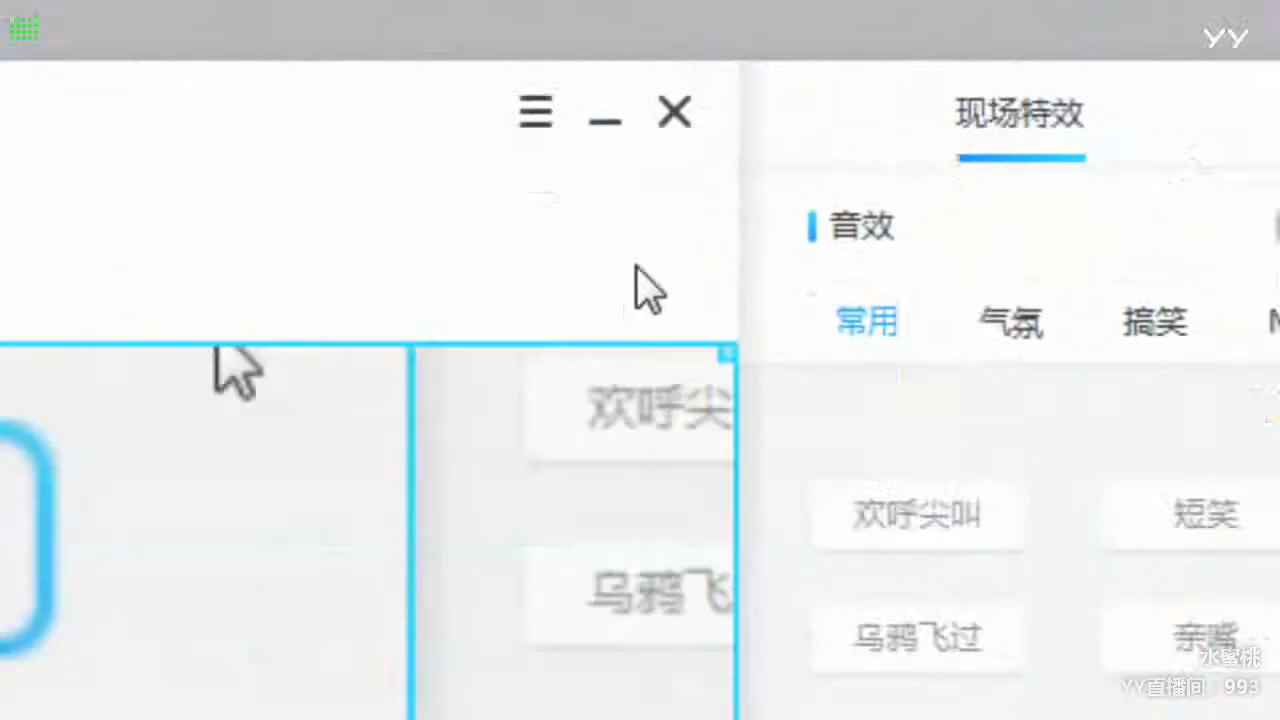 YY
现场特效
音效
常用 气氛 搞笑
欢呼尖
欢呼尖叫 短笑
乌鸦飞
乌鸦飞过 亲嘴
水蜜桃
YY直播间 993